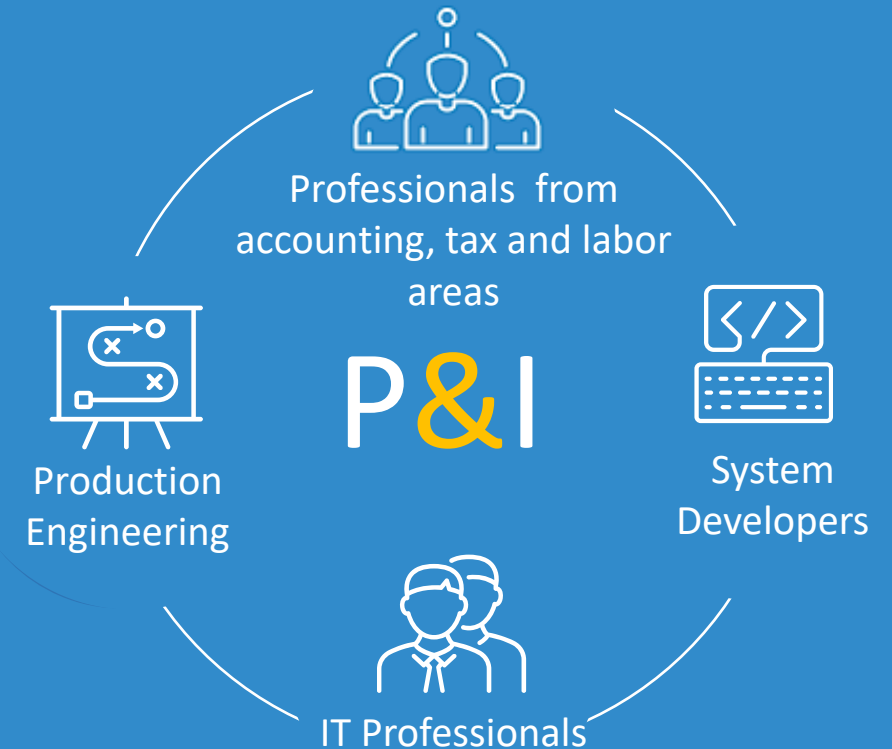 Professionals from
accounting, tax and labor
areas
P&I
Production
Engineering
System
Developers
IT Professionals